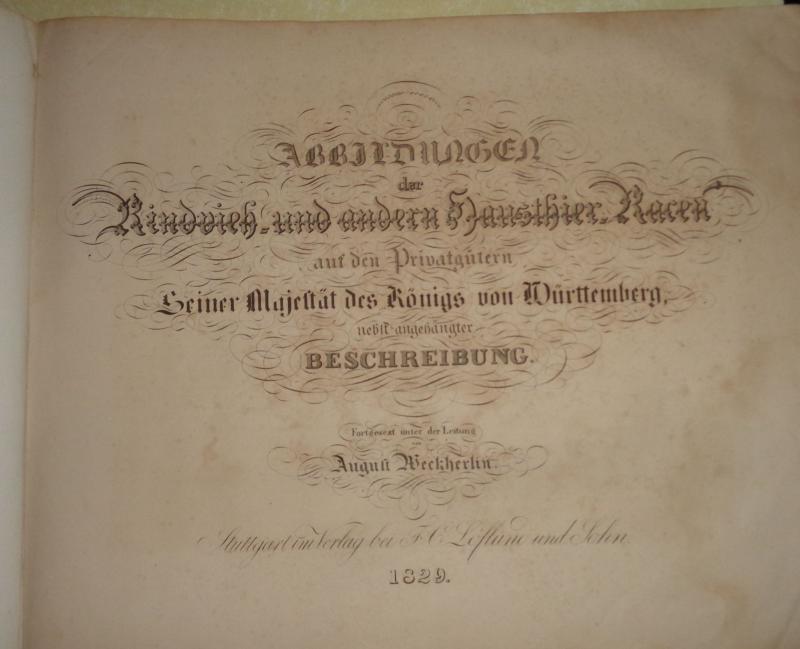 ABBILDUNGEN
der
Rindvieh- und andern Hausthier-Racen
auf den Privatgütern
Seiner Majestät des Königs von Württemberg,
nebst angehängter
BESCHREIBUNG.
Fortgesezt unter der Leitung
von
August Weckherlin.
Stuttgart im Verlag bei F. C. Löflund und Sohn.
1829.